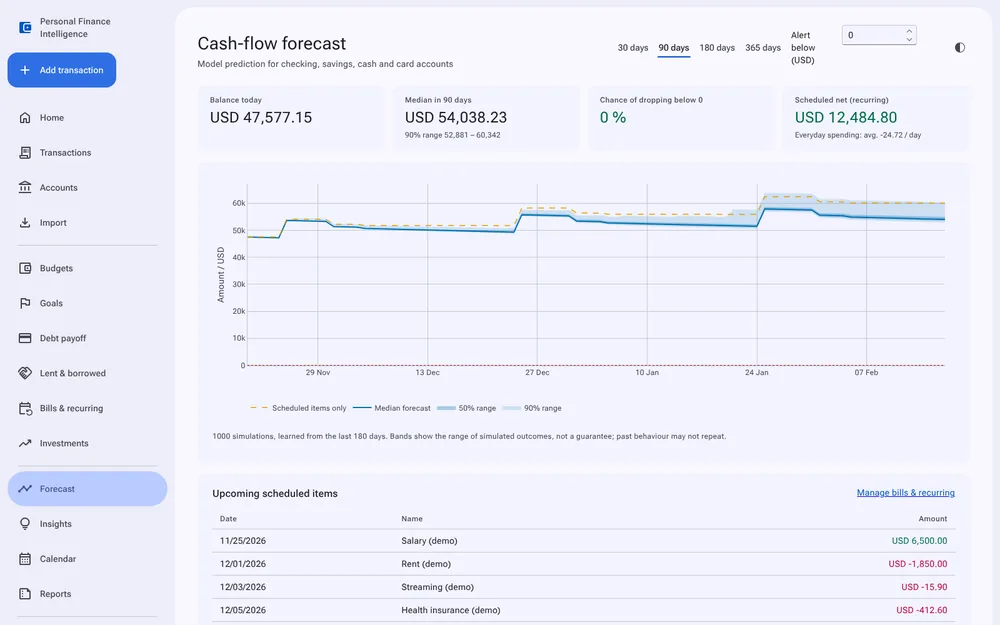 Personal Finance
Intelligence
Add transaction
Home
Transactions
Accounts
Import
Budgets
Goals
Debt payoff
Lent & borrowed
Bills & recurring
Investments
Forecast
Insights
Calendar
Reports
Cash-flow forecast
Model prediction for checking, savings, cash and card accounts
30 days 90 days 180 days 365 days
Alert
below
(USD)
0
Balance today
USD 47,577.15
Median in 90 days
USD 54,038.23
90% range 52,881 – 60,342
Chance of dropping below 0
0 %
Scheduled net (recurring)
USD 12,484.80
Everyday spending: avg. -24.72 / day
Amount / USD
60k
50k
40k
30k
20k
10k
0
29 Nov 13 Dec 27 Dec 10 Jan 24 Jan 07 Feb
Scheduled items only Median forecast 50% range 90% range
1000 simulations, learned from the last 180 days. Bands show the range of simulated outcomes, not a guarantee; past behaviour may not repeat.
Upcoming scheduled items
Manage bills & recurring
Date Name Amount
11/25/2026 Salary (demo) USD 6,500.00
12/01/2026 Rent (demo) USD -1,850.00
12/03/2026 Streaming (demo) USD -15.90
12/05/2026 Health insurance (demo) USD -412.60